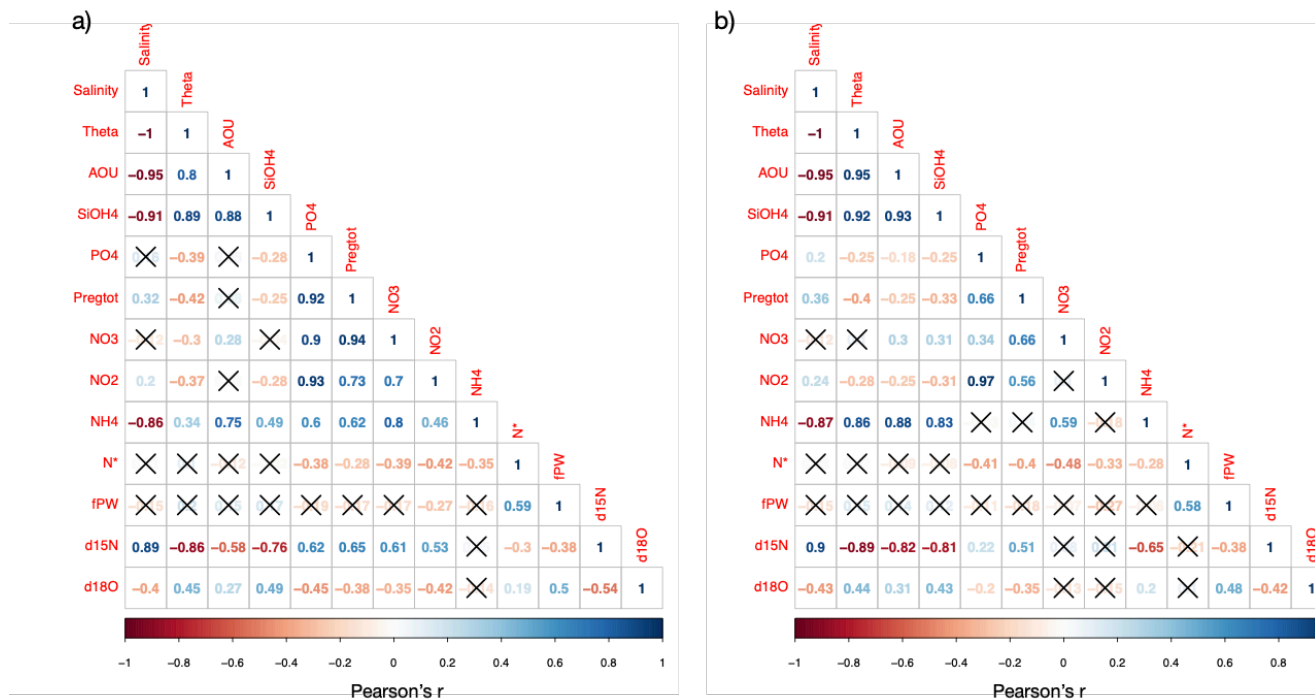 a)
Salinity
Salinity 1 Theta
Theta −1 1 AOU
AOU −0.95 0.8 1 SiOH4
SiOH4 −0.91 0.89 0.88 1 PO4
PO4 −0.39 −0.28 1 Pregtot
Pregtot 0.32 −0.42 −0.25 0.92 1 NO3
NO3 −0.3 0.28 0.9 0.94 1 NO2
NO2 0.2 −0.37 −0.28 0.93 0.73 0.7 1 NH4
NH4 −0.86 0.34 0.75 0.49 0.6 0.62 0.8 0.46 1 N*
N* −0.38 −0.28 −0.39 −0.42 −0.35 1 fPW
fPW −0.27 0.59 1 d15N
d15N 0.89 −0.86 −0.58 −0.76 0.62 0.65 0.61 0.53 −0.3 −0.38 1 d18O
d18O −0.4 0.45 0.27 0.49 −0.45 −0.38 −0.35 −0.42 0.19 0.5 −0.54 1
−1 −0.8 −0.6 −0.4 −0.2 0 0.2 0.4 0.6 0.8 1
Pearson's r
b)
Salinity
Salinity 1 Theta
Theta −1 1 AOU
AOU −0.95 0.95 1 SiOH4
SiOH4 −0.91 0.92 0.93 1 PO4
PO4 0.2 −0.25 −0.18 −0.25 1 Pregtot
Pregtot 0.36 −0.4 −0.25 −0.33 0.66 1 NO3
NO3 0.3 0.31 0.34 0.66 1 NO2
NO2 0.24 −0.28 −0.25 −0.31 0.97 0.56 1 NH4
NH4 −0.87 0.86 0.88 0.83 0.59 1 N*
N* −0.41 −0.4 −0.48 −0.33 −0.28 1 fPW
fPW 0.58 1 d15N
d15N 0.9 −0.89 −0.82 −0.81 0.22 0.51 −0.65 −0.38 1 d18O
d18O −0.43 0.44 0.31 0.43 −0.2 −0.35 0.2 0.48 −0.42 1
−1 −0.8 −0.6 −0.4 −0.2 0 0.2 0.4 0.6 0.8
Pearson's r